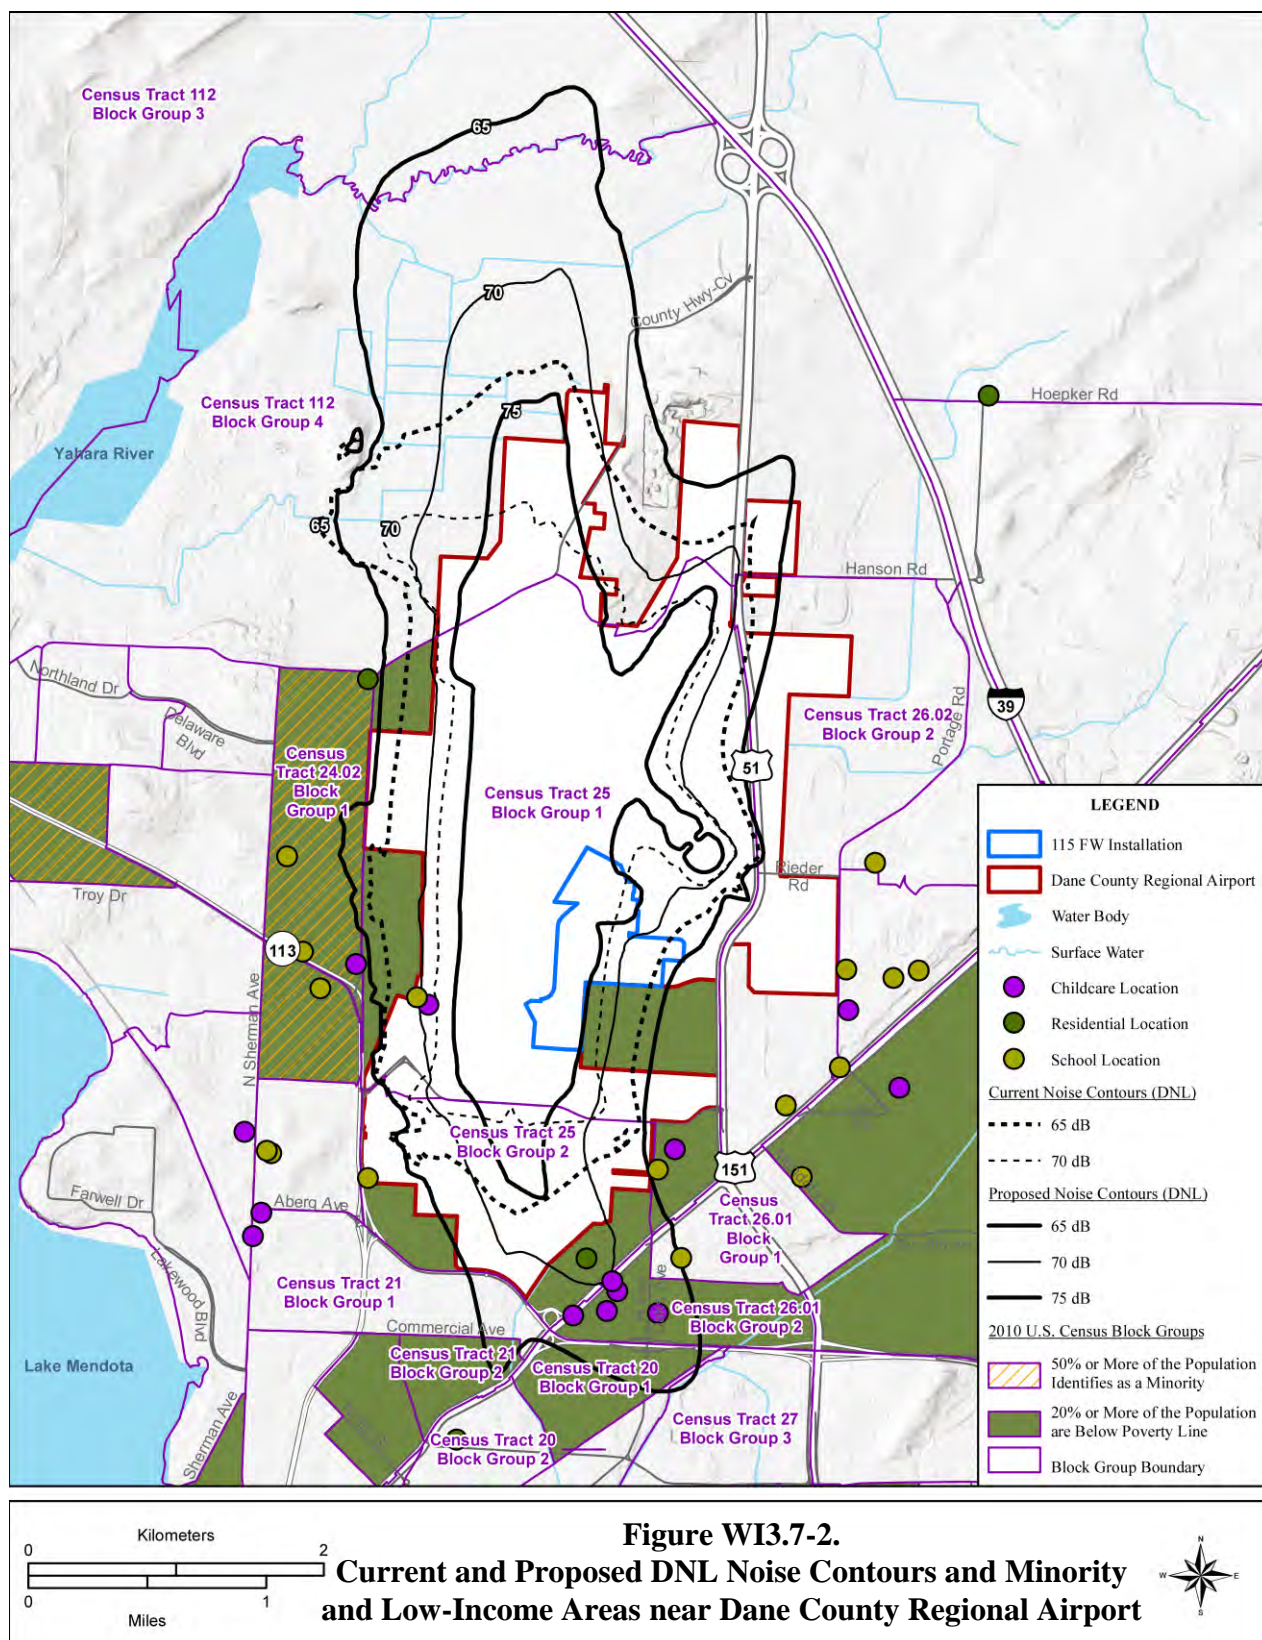 Census Tract 112
Block Group 3
65
70
County Hwy-Cv
Hoepker Rd
75
Census Tract 112
Block Group 4
Yahara River
65
70
Hanson Rd
Northland Dr
Delaware
Blvd
Census
Tract 24.02
Block
Group 1
Census Tract 26.02
Block Group 2
Portage Rd
39
51
Census Tract 25
Block Group 1
Rieder
Rd
Troy Dr
113
N Sherman Ave
Census Tract 25
Block Group 2
151
Farwell Dr
Aberg Ave
Census
Tract 26.01
Block
Group 1
Lakewood Blvd
Census Tract 21
Block Group 1
Commercial Ave
Census Tract 26.01
Block Group 2
Lake Mendota
Census Tract 21
Block Group 2
Census Tract 20
Block Group 1
Sherman Ave
Census Tract 20
Block Group 2
Census Tract 27
Block Group 3
LEGEND
115 FW Installation
Dane County Regional Airport
Water Body
Surface Water
Childcare Location
Residential Location
School Location
Current Noise Contours (DNL)
65 dB
70 dB
Proposed Noise Contours (DNL)
65 dB
70 dB
75 dB
2010 U.S. Census Block Groups
50% or More of the Population
Identifies as a Minority
20% or More of the Population
are Below Poverty Line
Block Group Boundary
Kilometers
0 2
0 1
Miles
Figure WI3.7-2.
Current and Proposed DNL Noise Contours and Minority
and Low-Income Areas near Dane County Regional Airport
N
W E
S